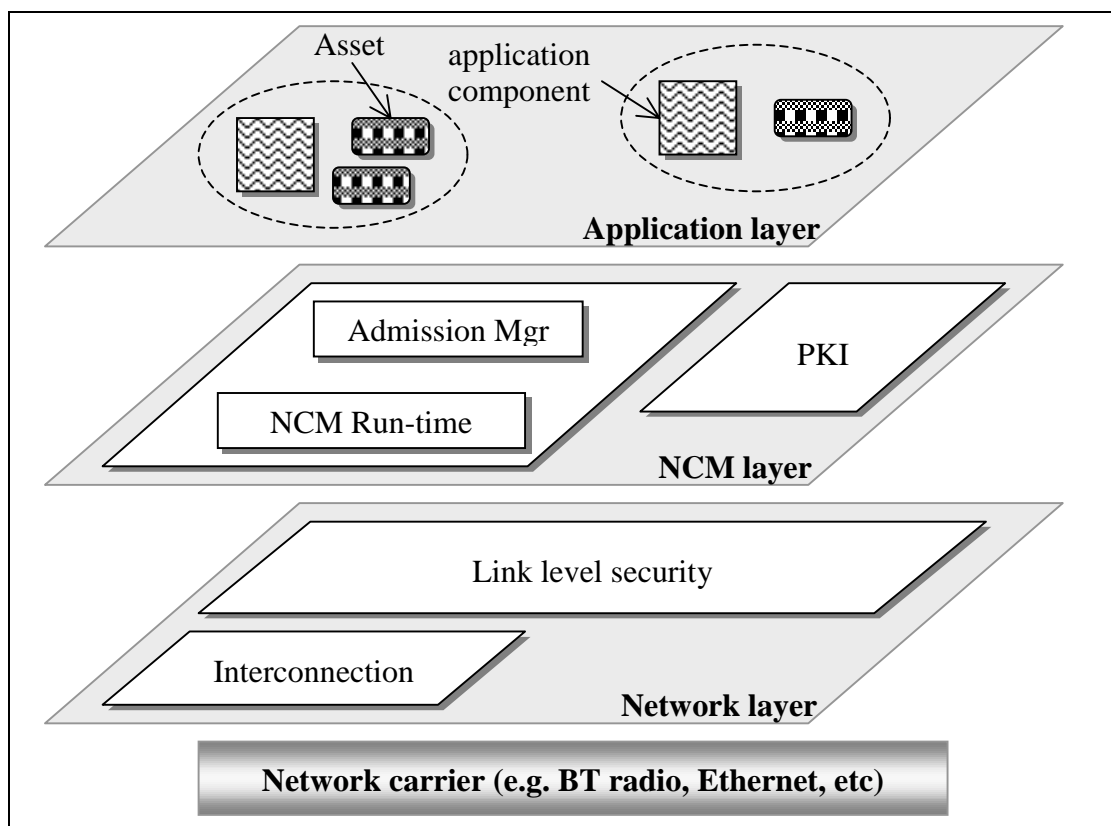 Asset
application
component
Application layer
Admission Mgr
PKI
NCM Run-time
NCM layer
Link level security
Interconnection
Network layer
Network carrier (e.g. BT radio, Ethernet, etc)